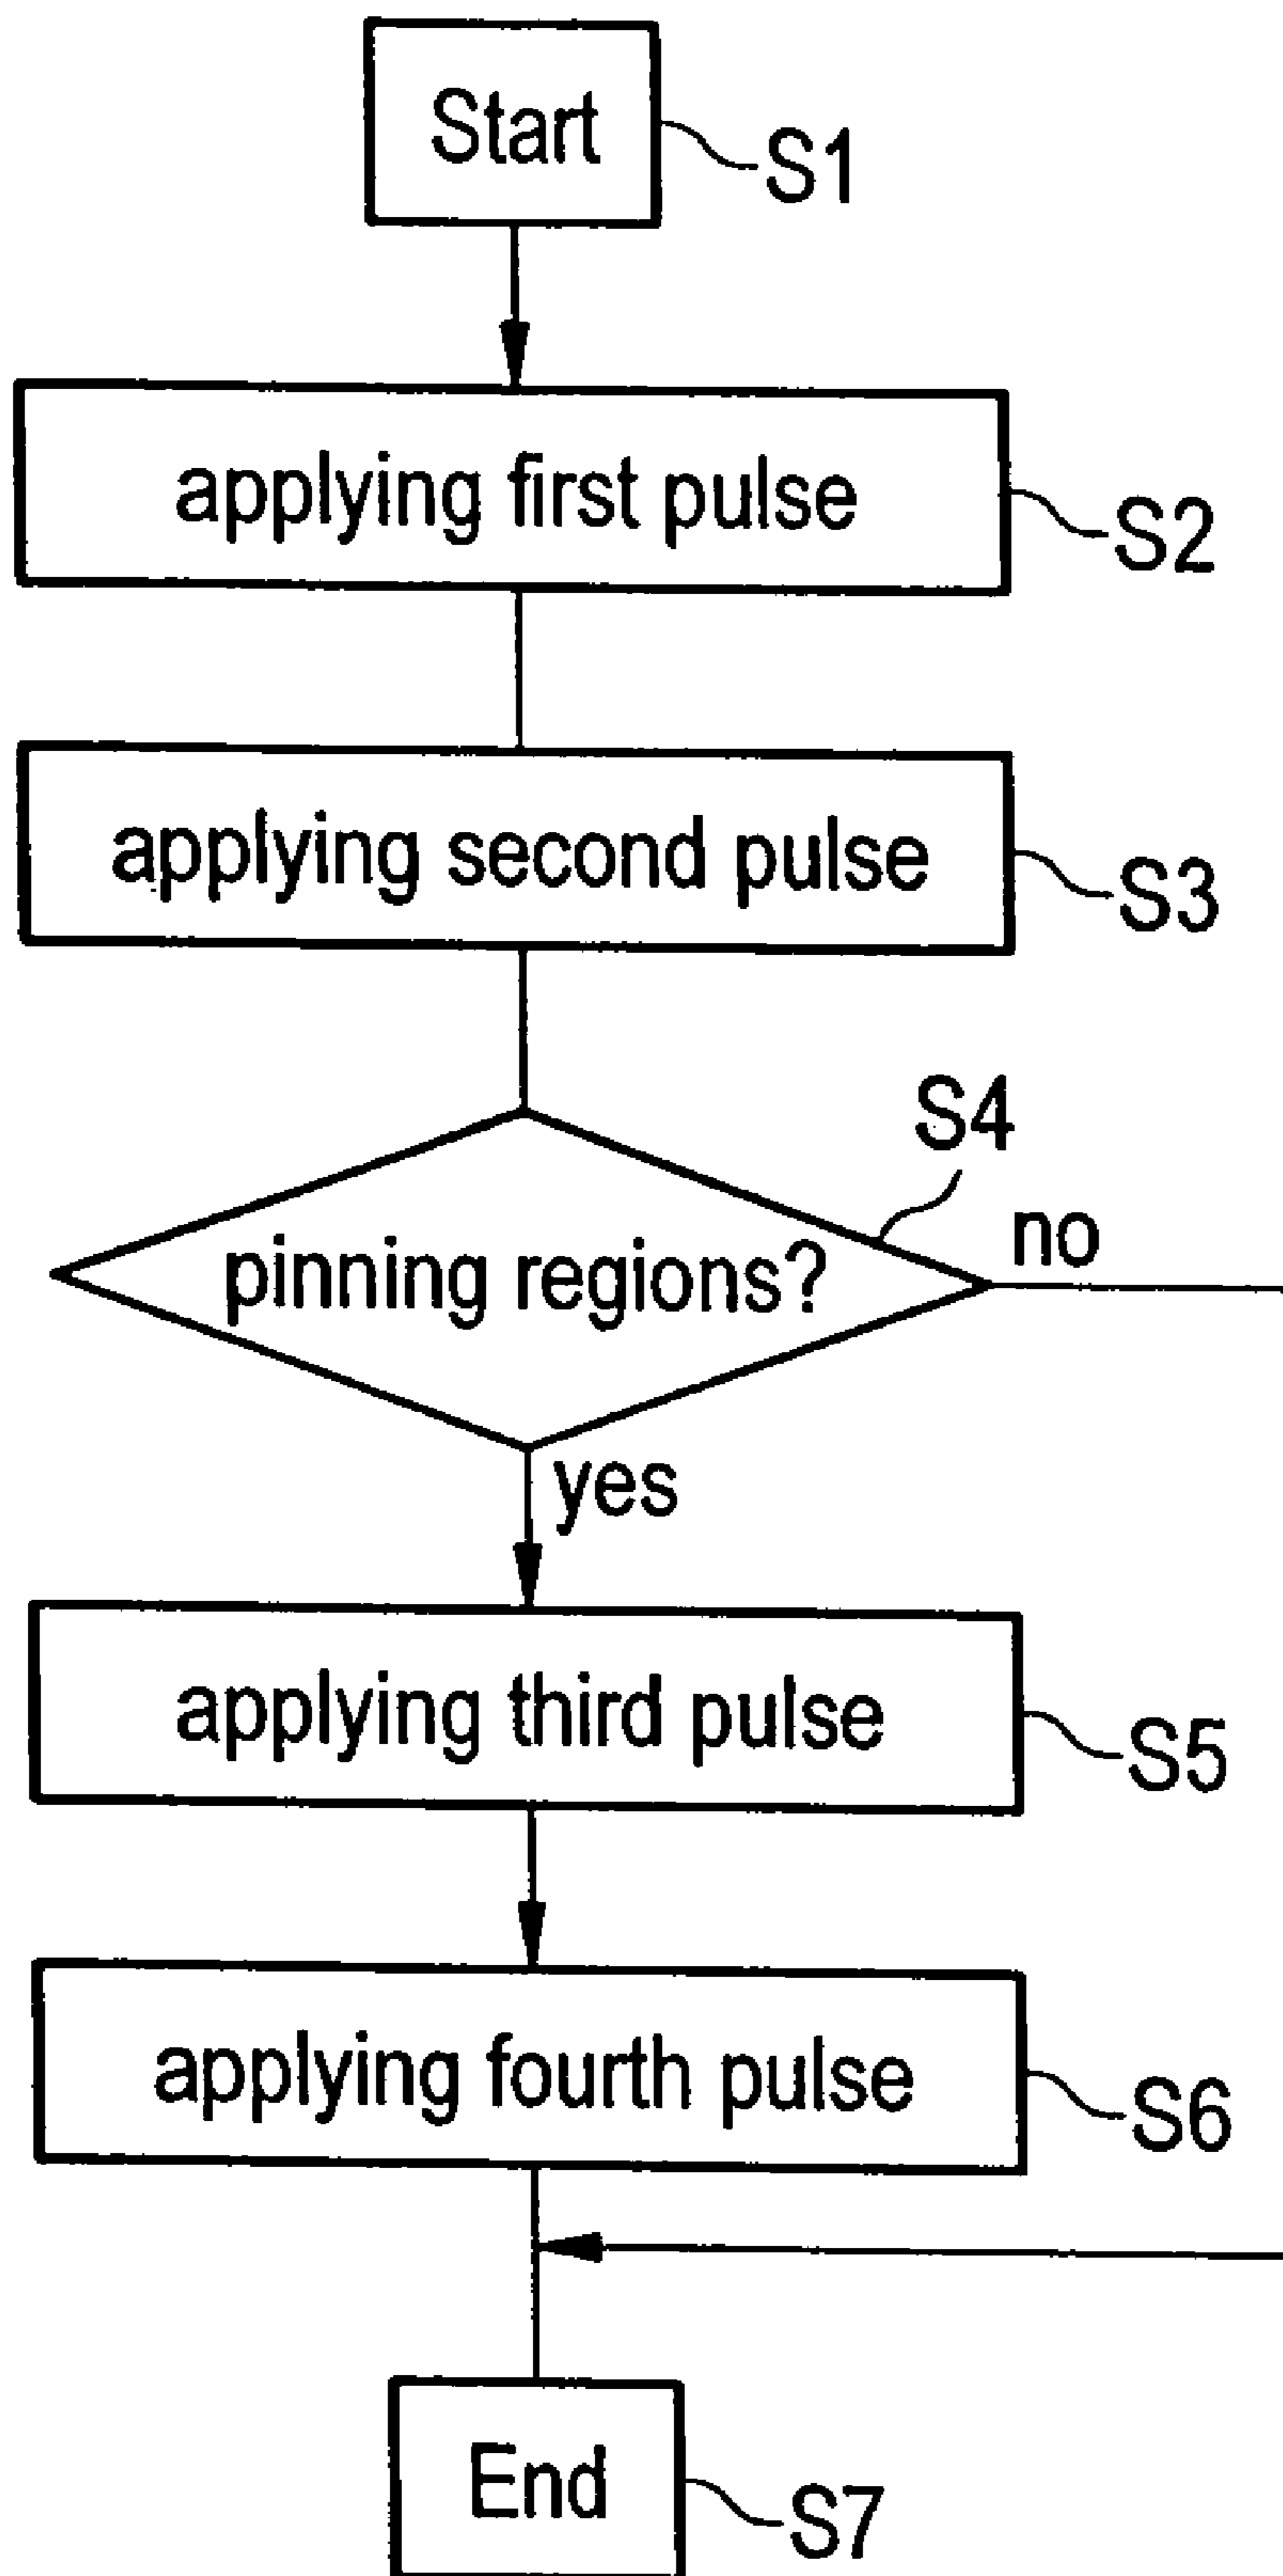 Start
S1
applying first pulse
S2
applying second pulse
S3
S4
pinning regions?
no
yes
applying third pulse
S5
applying fourth pulse
S6
End
S7